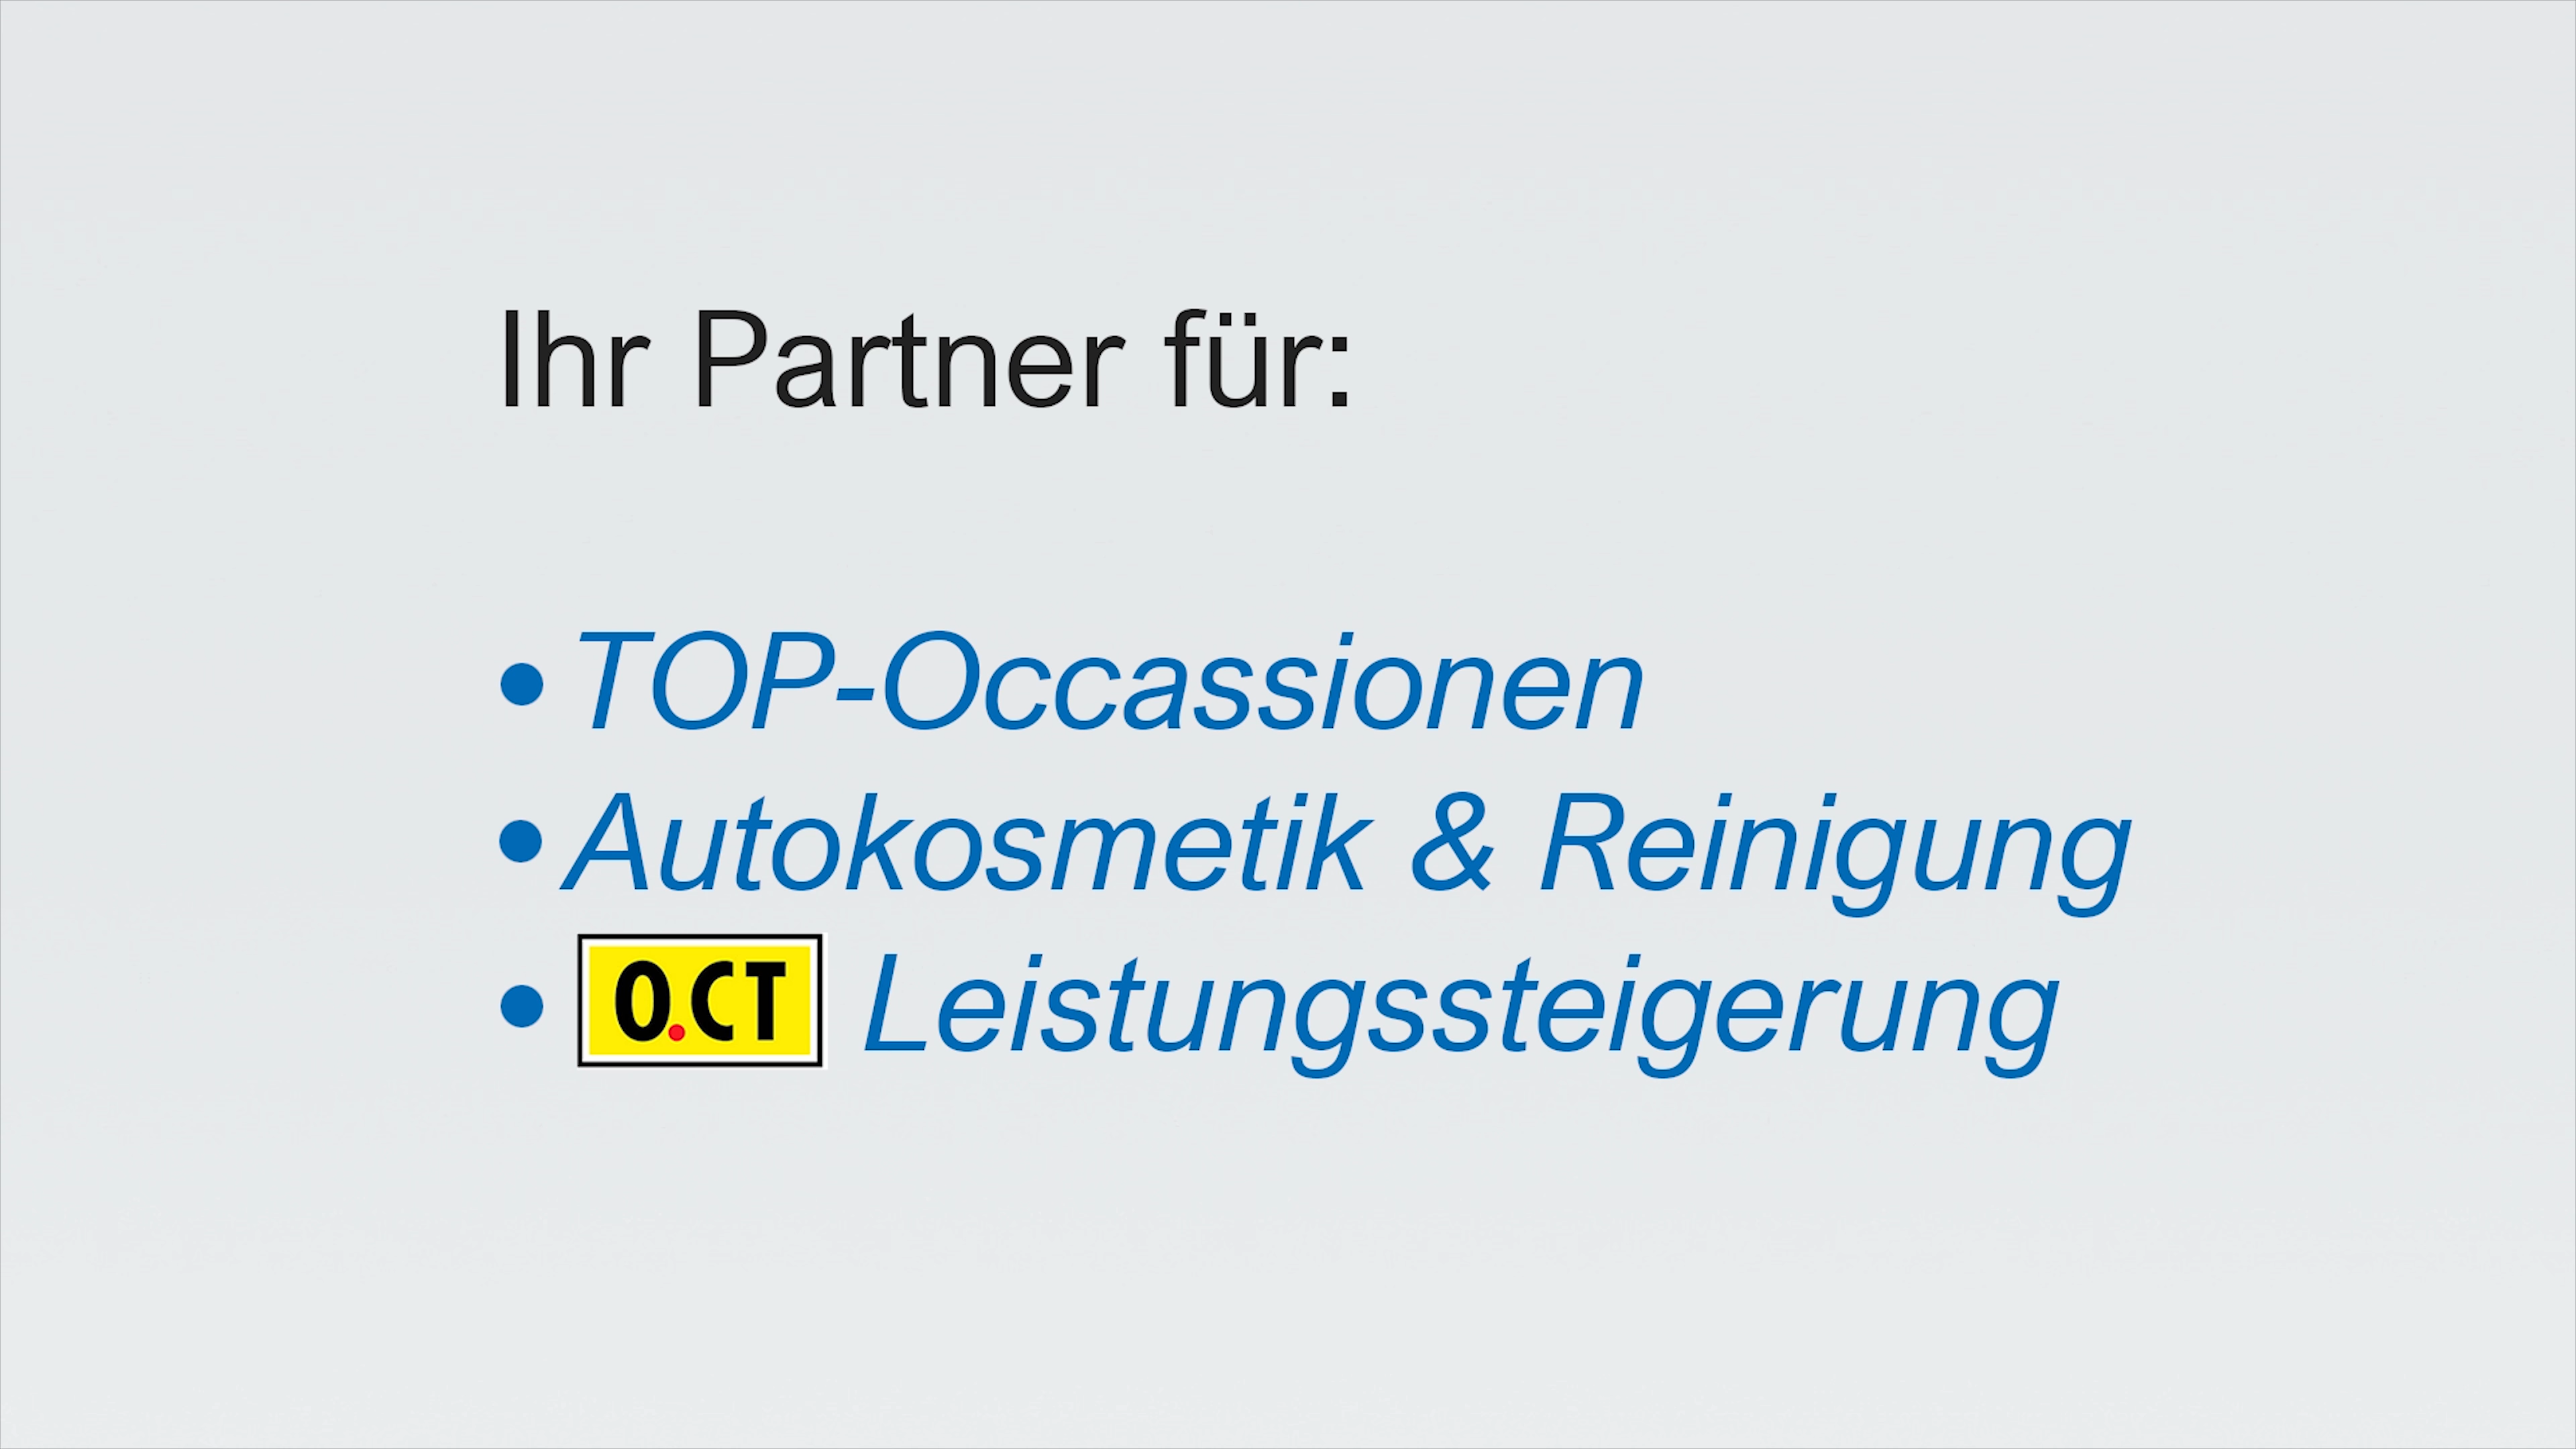 Ihr Partner für:
• TOP-Occassionen
• Autokosmetik & Reinigung
• O.CT Leistungssteigerung